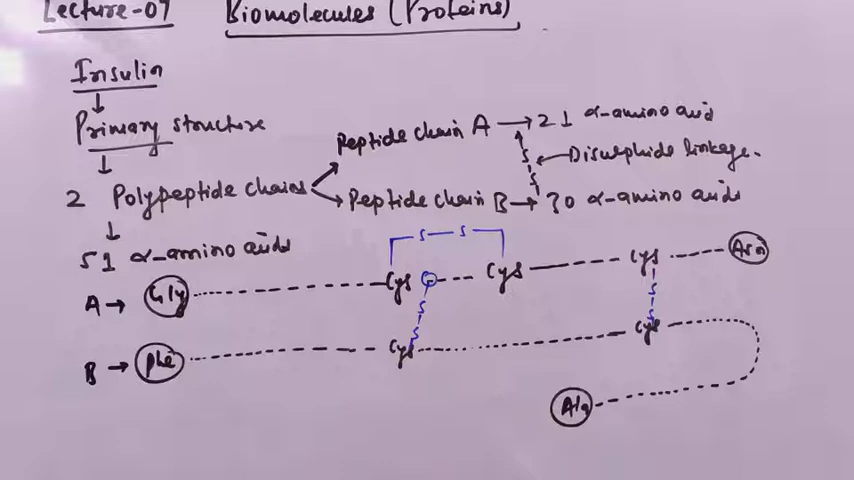 Lecture-07 Biomolecules (Proteins)
Insulin
Primary structure
2 Polypeptide chains
Peptide chain A → 21 α-amino acid
S
S
Disulphide linkage.
Peptide chain B → 30 α-amino acids
51 α-amino acids
S S
A → Gly Cys Cys Cys Asn
S
S
S
S
B → phe Cys Cys
Ala